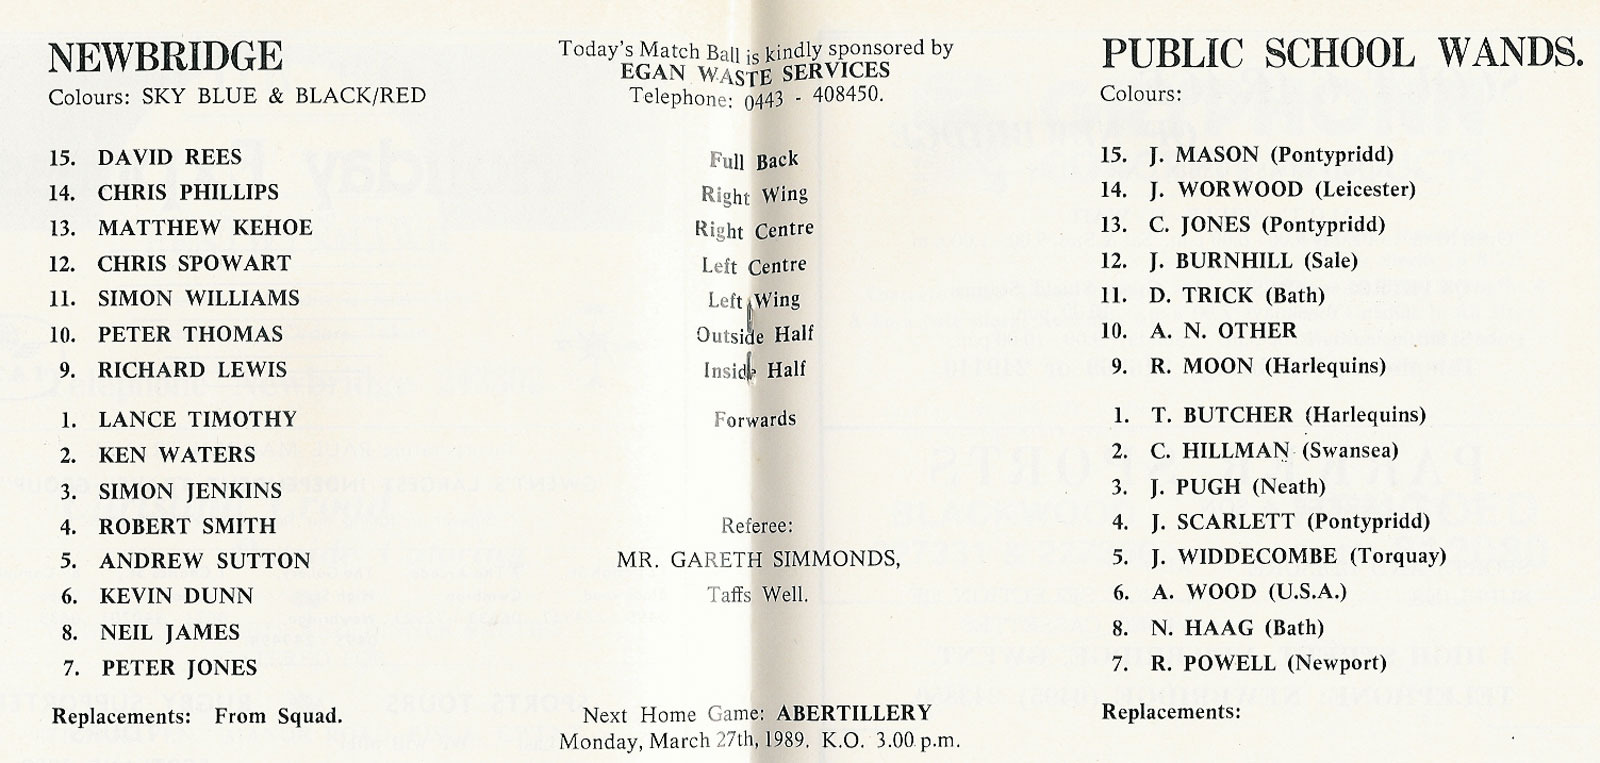 NEWBRIDGE
Colours: SKY BLUE & BLACK/RED
15. DAVID REES
14. CHRIS PHILLIPS
13. MATTHEW KEHOE
12. CHRIS SPOWART
11. SIMON WILLIAMS
10. PETER THOMAS
9. RICHARD LEWIS
1. LANCE TIMOTHY
2. KEN WATERS
3. SIMON JENKINS
4. ROBERT SMITH
5. ANDREW SUTTON
6. KEVIN DUNN
8. NEIL JAMES
7. PETER JONES
Replacements: From Squad.
Today's Match Ball is kindly sponsored by
EGAN WASTE SERVICES
Telephone: 0443 - 408450.
Full Back
Right Wing
Right Centre
Left Centre
Left Wing
Outside Half
Inside Half
Forwards
Referee:
MR. GARETH SIMMONDS,
Taffs Well.
Next Home Game: ABERTILLERY
Monday, March 27th, 1989. K.O. 3.00 p.m.
PUBLIC SCHOOL WANDS.
Colours:
15. J. MASON (Pontypridd)
14. J. WORWOOD (Leicester)
13. C. JONES (Pontypridd)
12. J. BURNHILL (Sale)
11. D. TRICK (Bath)
10. A. N. OTHER
9. R. MOON (Harlequins)
1. T. BUTCHER (Harlequins)
2. C. HILLMAN (Swansea)
3. J. PUGH (Neath)
4. J. SCARLETT (Pontypridd)
5. J. WIDDECOMBE (Torquay)
6. A. WOOD (U.S.A.)
8. N. HAAG (Bath)
7. R. POWELL (Newport)
Replacements: